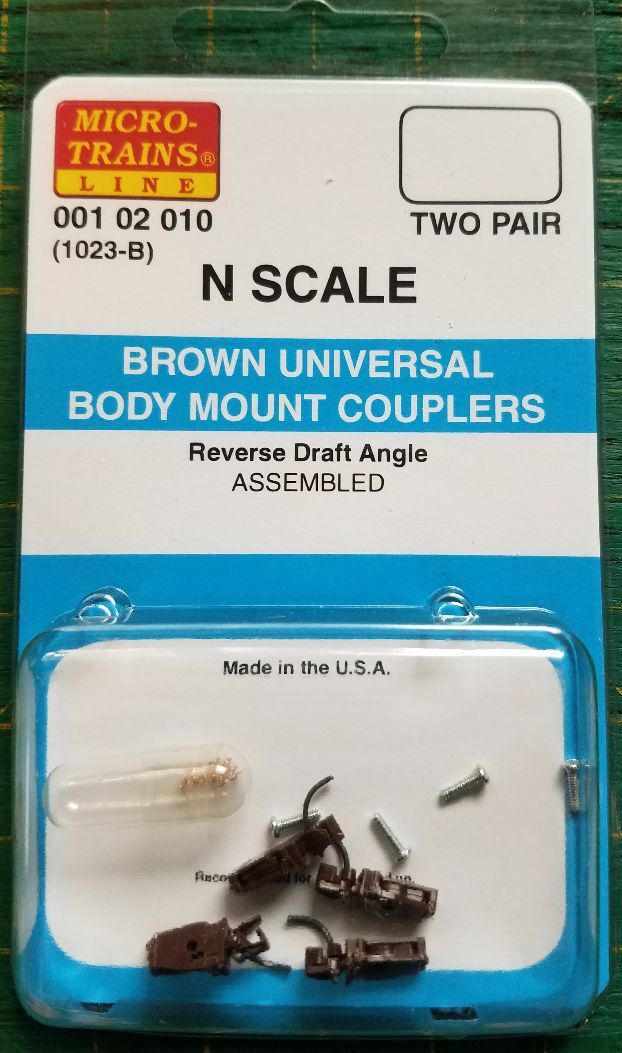 MICRO-
TRAINS®
LINE
001 02 010
(1023-B)
TWO PAIR
N SCALE
BROWN UNIVERSAL
BODY MOUNT COUPLERS
Reverse Draft Angle
ASSEMBLED
Made in the U.S.A.
for